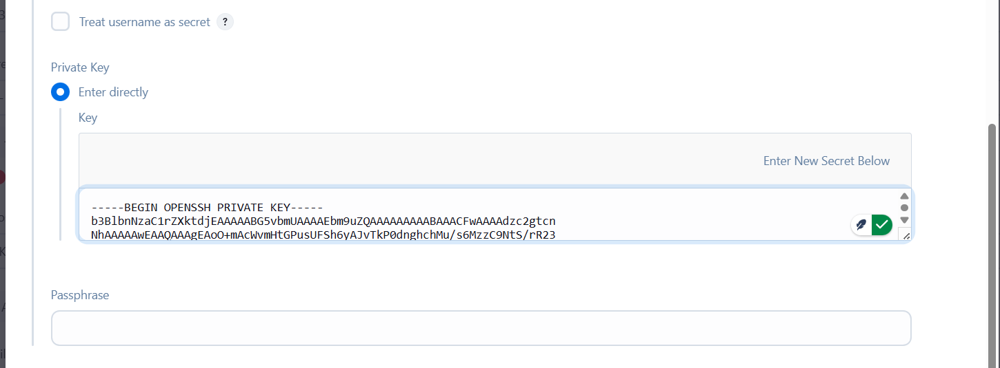 Treat username as secret ?
Private Key
Enter directly
Key
Enter New Secret Below
-----BEGIN OPENSSH PRIVATE KEY-----
b3BlbnNzaC1rZXktdjEAAAAABG5vbmUAAAAEbm9uZQAAAAAAAAABAAACFwAAAAdzc2gtcn
NhAAAAAwEAAQAAAgEAoO+mAcWvmHtGPusUFSh6yAJvTkP0dnghchMu/s6MzzC9NtS/rR23
Passphrase